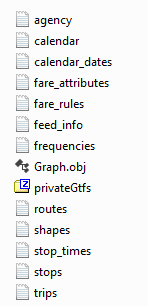 agency
calendar
calendar_dates
fare_attributes
fare_rules
feed_info
frequencies
Graph.obj
privateGtfs
routes
shapes
stop_times
stops
trips